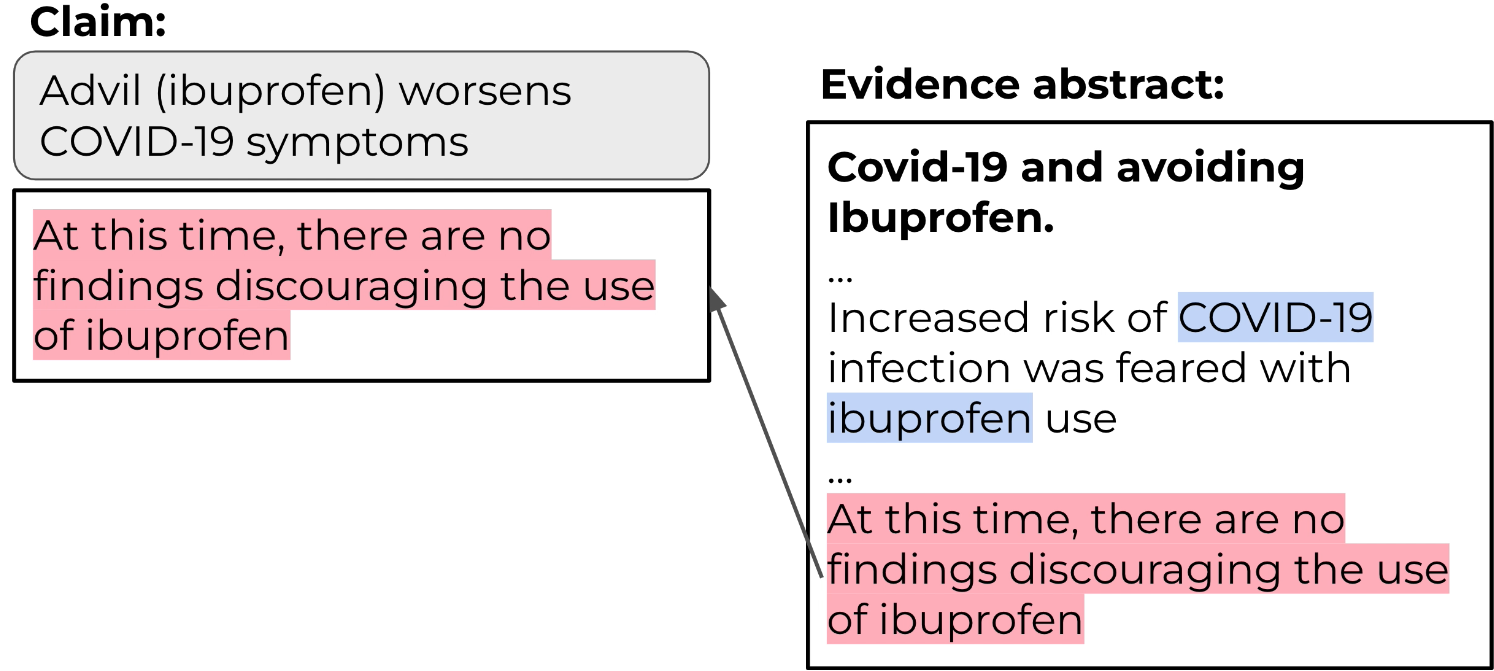 Claim:
Advil (ibuprofen) worsens
COVID-19 symptoms
At this time, there are no
findings discouraging the use
of ibuprofen
Evidence abstract:
Covid-19 and avoiding
Ibuprofen.
...
Increased risk of COVID-19
infection was feared with
ibuprofen use
...
At this time, there are no
findings discouraging the use
of ibuprofen